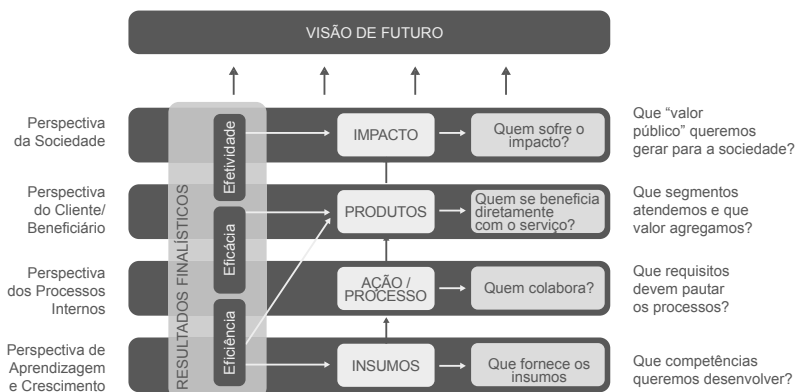 VISÃO DE FUTURO
Perspectiva
da Sociedade
Efetividade
IMPACTO
Quem sofre o
impacto?
Que “valor
público” queremos
gerar para a sociedade?
Perspectiva
do Cliente/
Beneficiário
RESULTADOS FINALÍSTICOS
Eficácia
PRODUTOS
Quem se beneficia
diretamente
com o serviço?
Que segmentos
atendemos e que
valor agregamos?
Perspectiva
dos Processos
Internos
AÇÃO /
PROCESSO
Quem colabora?
Que requisitos
devem pautar
os processos?
Eficiência
Perspectiva de
Aprendizagem
e Crescimento
INSUMOS
Que fornece os
insumos
Que competências
queremos desenvolver?